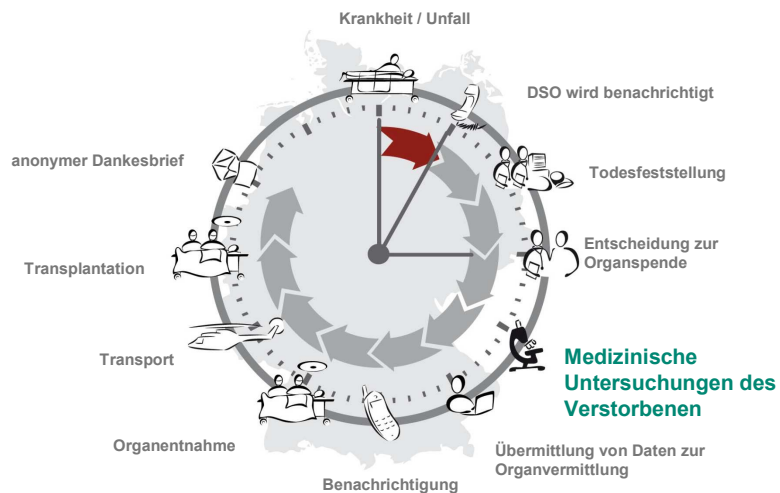 Krankheit / Unfall
DSO wird benachrichtigt
Todesfeststellung
Entscheidung zur
Organspende
Medizinische
Untersuchungen des
Verstorbenen
Übermittlung von Daten zur
Organvermittlung
Benachrichtigung
Organentnahme
Transport
Transplantation
anonymer Dankesbrief